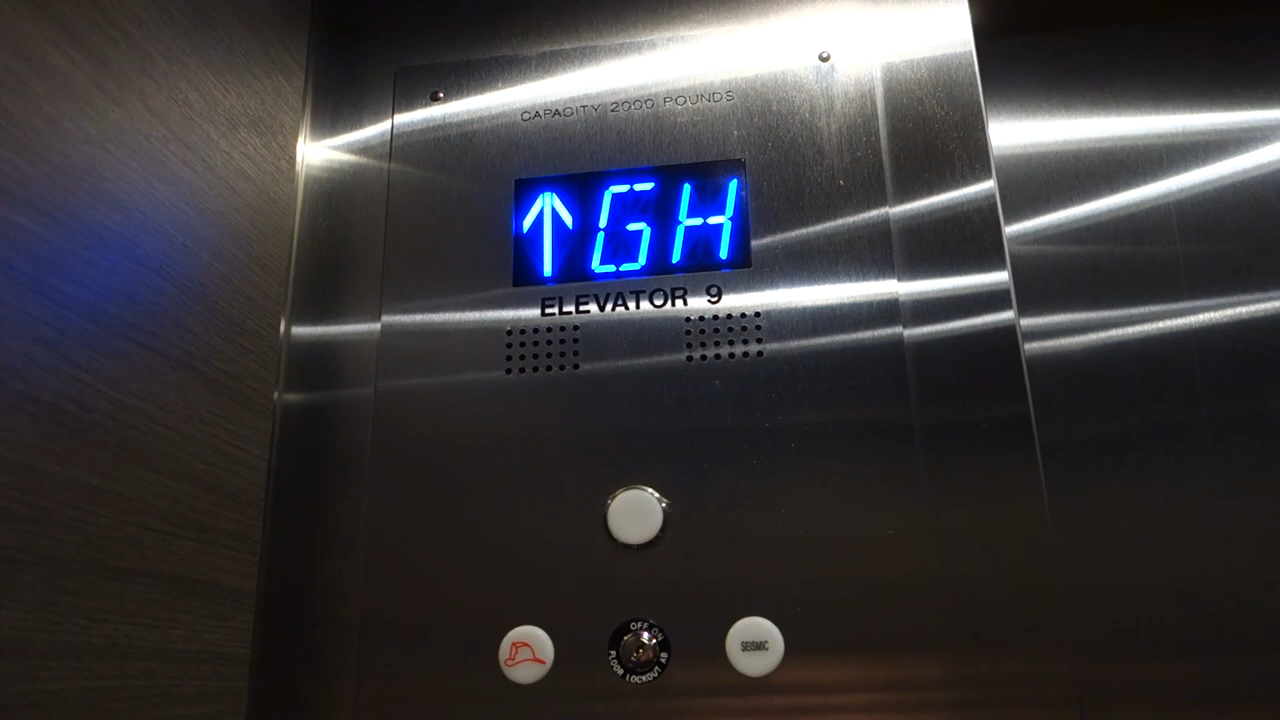 CAPACITY 2000 POUNDS
↑GH
ELEVATOR 9
OFF ON
FLOOR LOCKOUT AB
SEISMIC